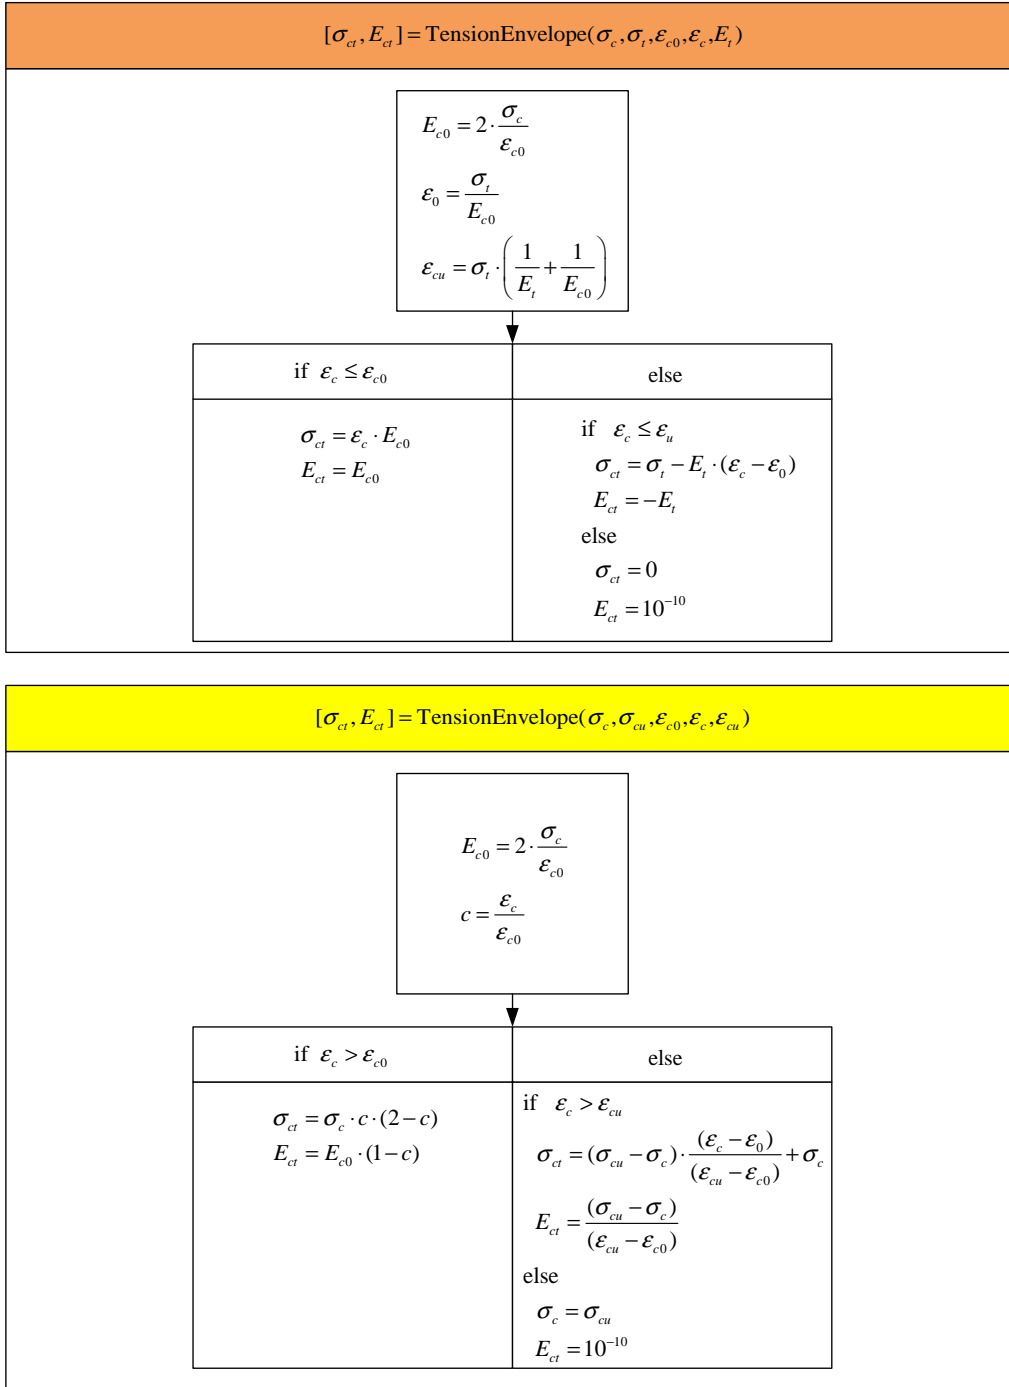 [σ_ct, E_ct] = TensionEnvelope(σ_c, σ_t, ε_c0, ε_c, E_t)
E_c0 = 2 · σ_c / ε_c0
ε_0 = σ_t / E_c0
ε_cu = σ_t · (1 / E_t + 1 / E_c0)
if ε_c ≤ ε_c0
σ_ct = ε_c · E_c0
E_ct = E_c0
else
if ε_c ≤ ε_u
σ_ct = σ_t − E_t · (ε_c − ε_0)
E_ct = −E_t
else
σ_ct = 0
E_ct = 10^−10
[σ_ct, E_ct] = TensionEnvelope(σ_c, σ_cu, ε_c0, ε_c, ε_cu)
E_c0 = 2 · σ_c / ε_c0
c = ε_c / ε_c0
if ε_c > ε_c0
σ_ct = σ_c · c · (2 − c)
E_ct = E_c0 · (1 − c)
else
if ε_c > ε_cu
σ_ct = (σ_cu − σ_c) · (ε_c − ε_0) / (ε_cu − ε_c0) + σ_c
E_ct = (σ_cu − σ_c) / (ε_cu − ε_c0)
else
σ_c = σ_cu
E_ct = 10^−10